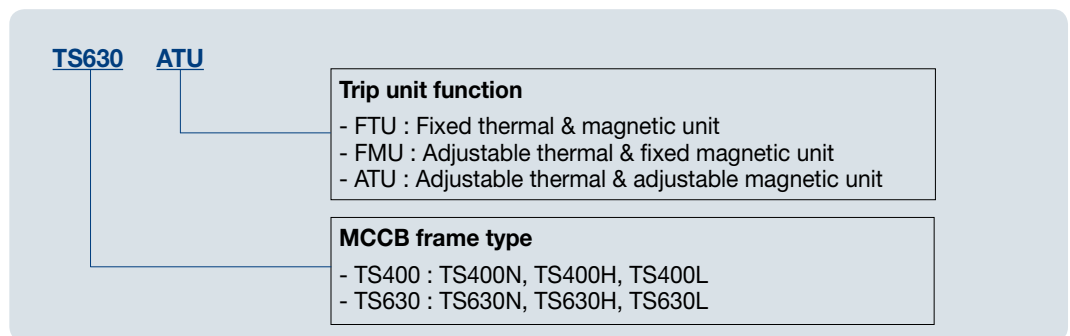 TS630 ATU
Trip unit function
- FTU : Fixed thermal & magnetic unit
- FMU : Adjustable thermal & fixed magnetic unit
- ATU : Adjustable thermal & adjustable magnetic unit
MCCB frame type
- TS400 : TS400N, TS400H, TS400L
- TS630 : TS630N, TS630H, TS630L